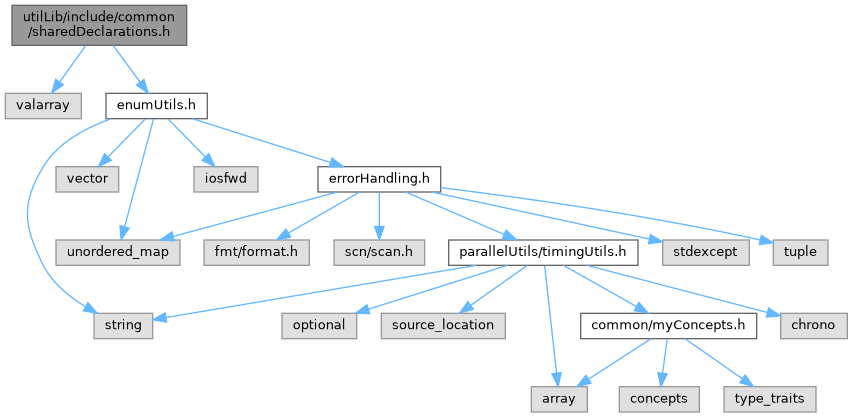 utilLib/include/common
/sharedDeclarations.h
valarray
enumUtils.h
vector
iosfwd
errorHandling.h
unordered_map
fmt/format.h
scn/scan.h
parallelUtils/timingUtils.h
stdexcept
tuple
string
optional
source_location
common/myConcepts.h
chrono
array
concepts
type_traits